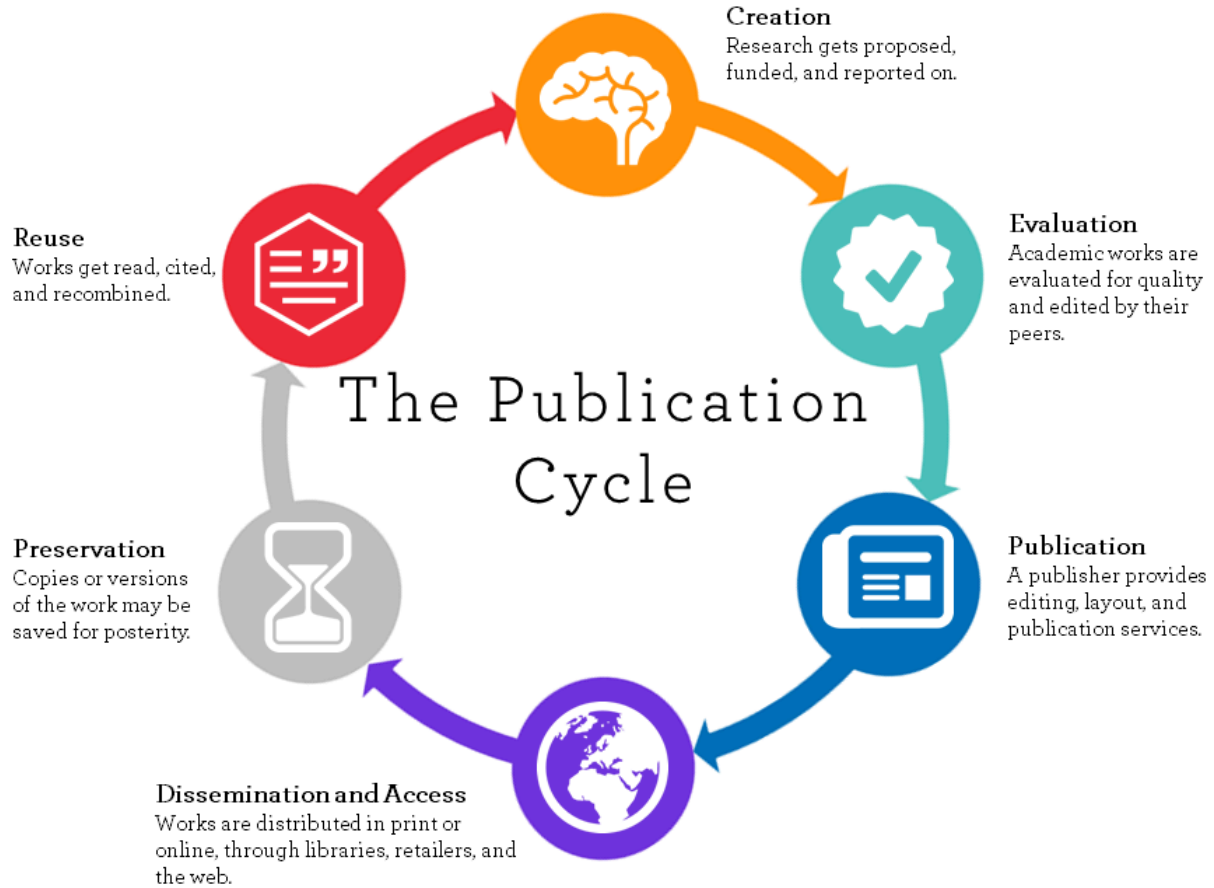 Creation
Research gets proposed,
funded, and reported on.
Evaluation
Academic works are
evaluated for quality
and edited by their
peers.
Publication
A publisher provides
editing, layout, and
publication services.
Dissemination and Access
Works are distributed in print or
online, through libraries, retailers, and
the web.
Preservation
Copies or versions
of the work may be
saved for posterity.
Reuse
Works get read, cited,
and recombined.
The Publication
Cycle